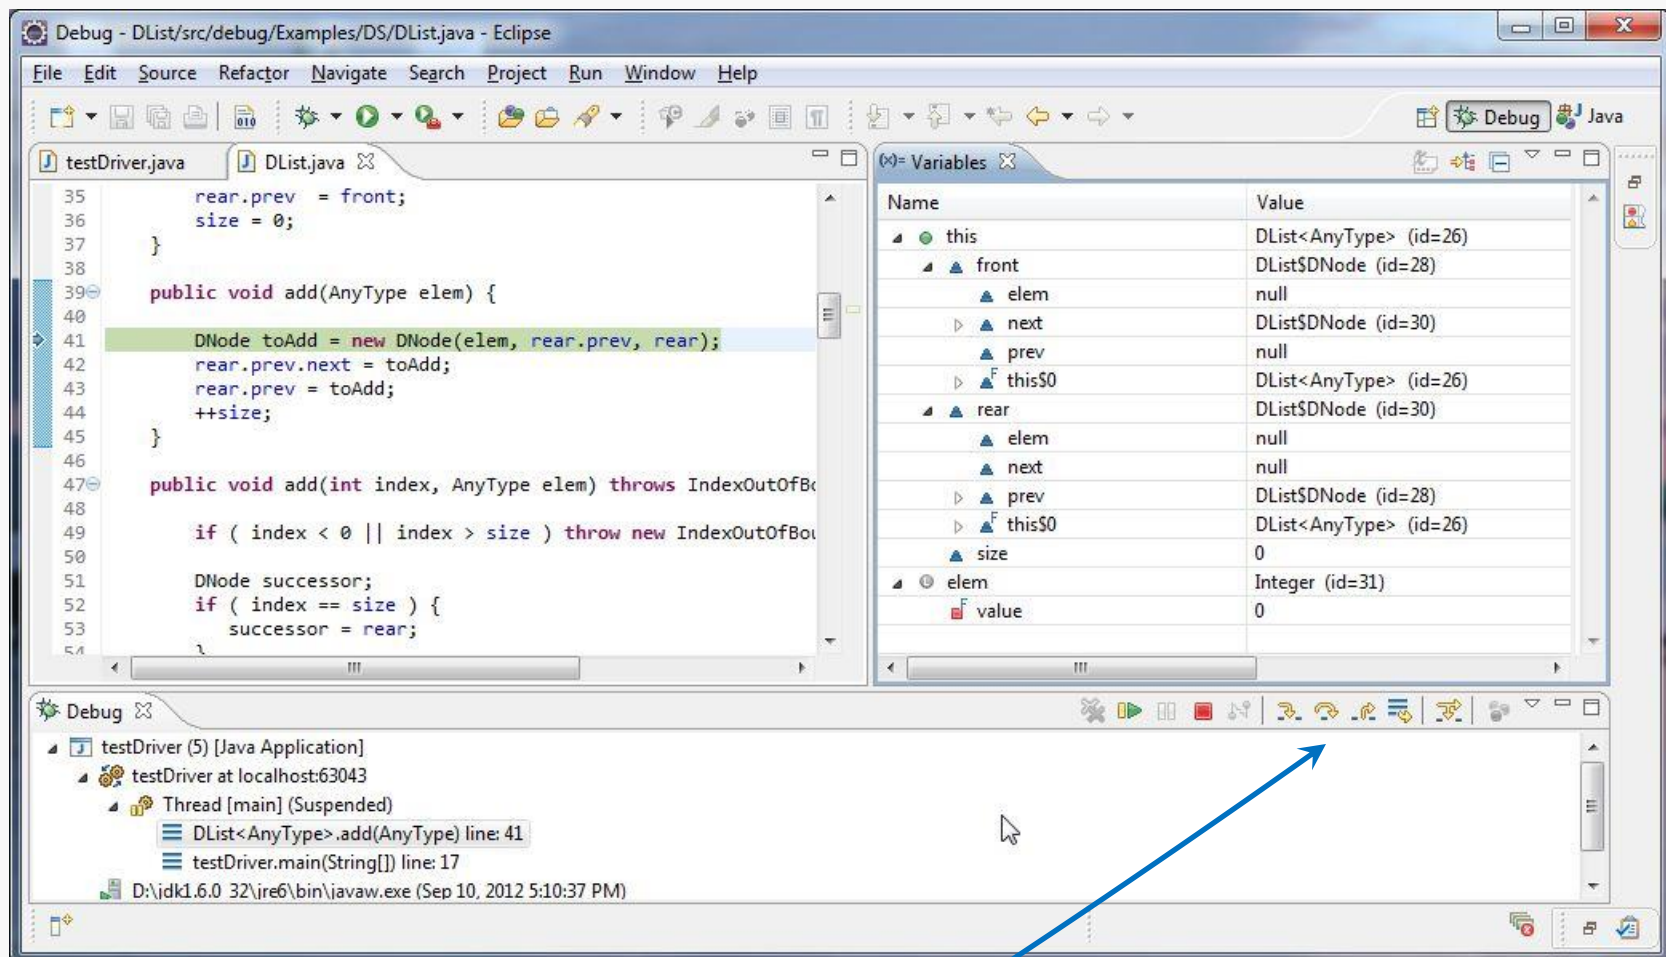 Debug - DList/src/debug/Examples/DS/DList.java - Eclipse
File Edit Source Refactor Navigate Search Project Run Window Help
Debug Java
testDriver.java DList.java
35 rear.prev = front;
36 size = 0;
37 }
38
39 public void add(AnyType elem) {
40
41 DNode toAdd = new DNode(elem, rear.prev, rear);
42 rear.prev.next = toAdd;
43 rear.prev = toAdd;
44 ++size;
45 }
46
47 public void add(int index, AnyType elem) throws IndexOutOfBo
48
49 if ( index < 0 || index > size ) throw new IndexOutOfBou
50
51 DNode successor;
52 if ( index == size ) {
53 successor = rear;
54 }
(x)= Variables
Name Value
this DList<AnyType> (id=26)
front DList$DNode (id=28)
elem null
next DList$DNode (id=30)
prev null
this$0 DList<AnyType> (id=26)
rear DList$DNode (id=30)
elem null
next null
prev DList$DNode (id=28)
this$0 DList<AnyType> (id=26)
size 0
elem Integer (id=31)
value 0
Debug
testDriver (5) [Java Application]
testDriver at localhost:63043
Thread [main] (Suspended)
DList<AnyType>.add(AnyType) line: 41
testDriver.main(String[]) line: 17
D:\jdk1.6.0_32\jre6\bin\javaw.exe (Sep 10, 2012 5:10:37 PM)